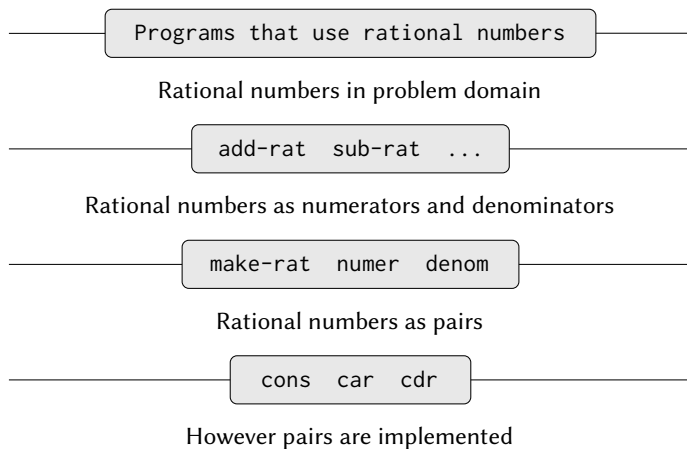 Programs that use rational numbers
Rational numbers in problem domain
add-rat sub-rat ...
Rational numbers as numerators and denominators
make-rat numer denom
Rational numbers as pairs
cons car cdr
However pairs are implemented